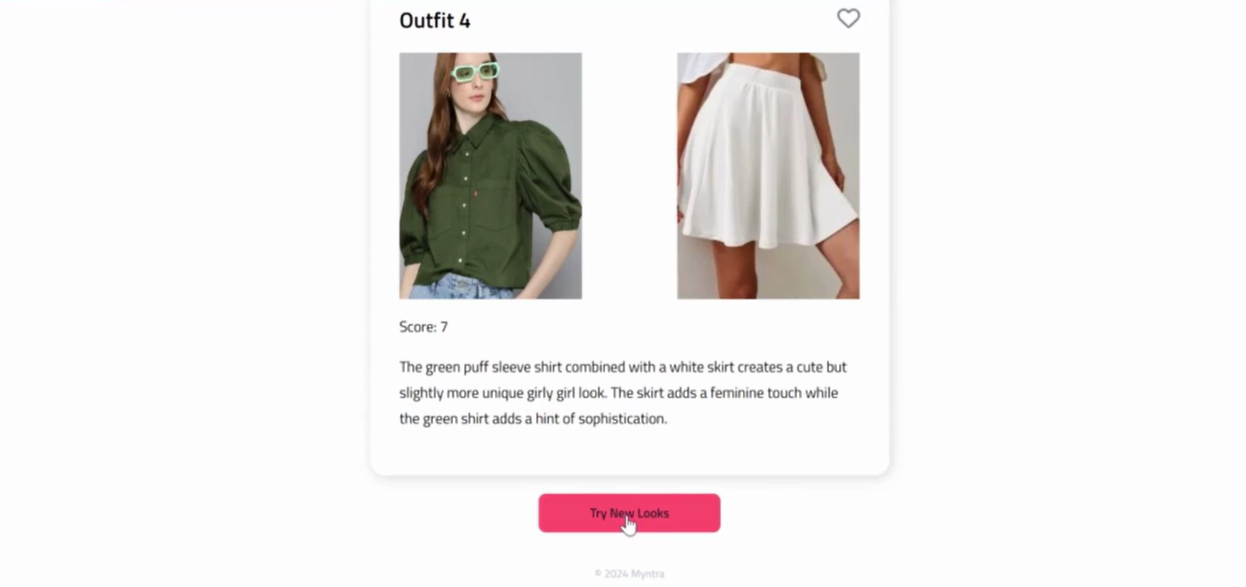 Outfit 4
Score: 7
The green puff sleeve shirt combined with a white skirt creates a cute but
slightly more unique girly girl look. The skirt adds a feminine touch while
the green shirt adds a hint of sophistication.
Try New Looks
© 2024 Myntra